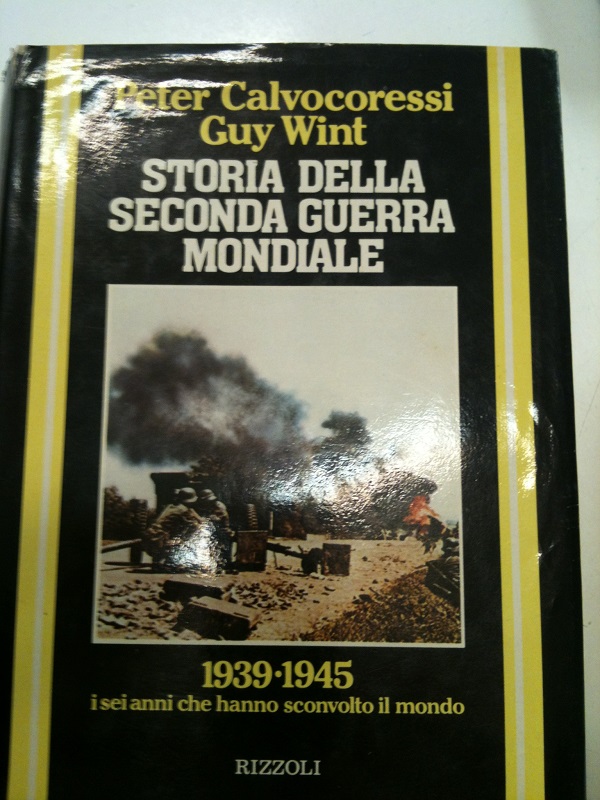 Peter Calvocoressi
Guy Wint
STORIA DELLA
SECONDA GUERRA
MONDIALE
1939·1945
i sei anni che hanno sconvolto il mondo
RIZZOLI